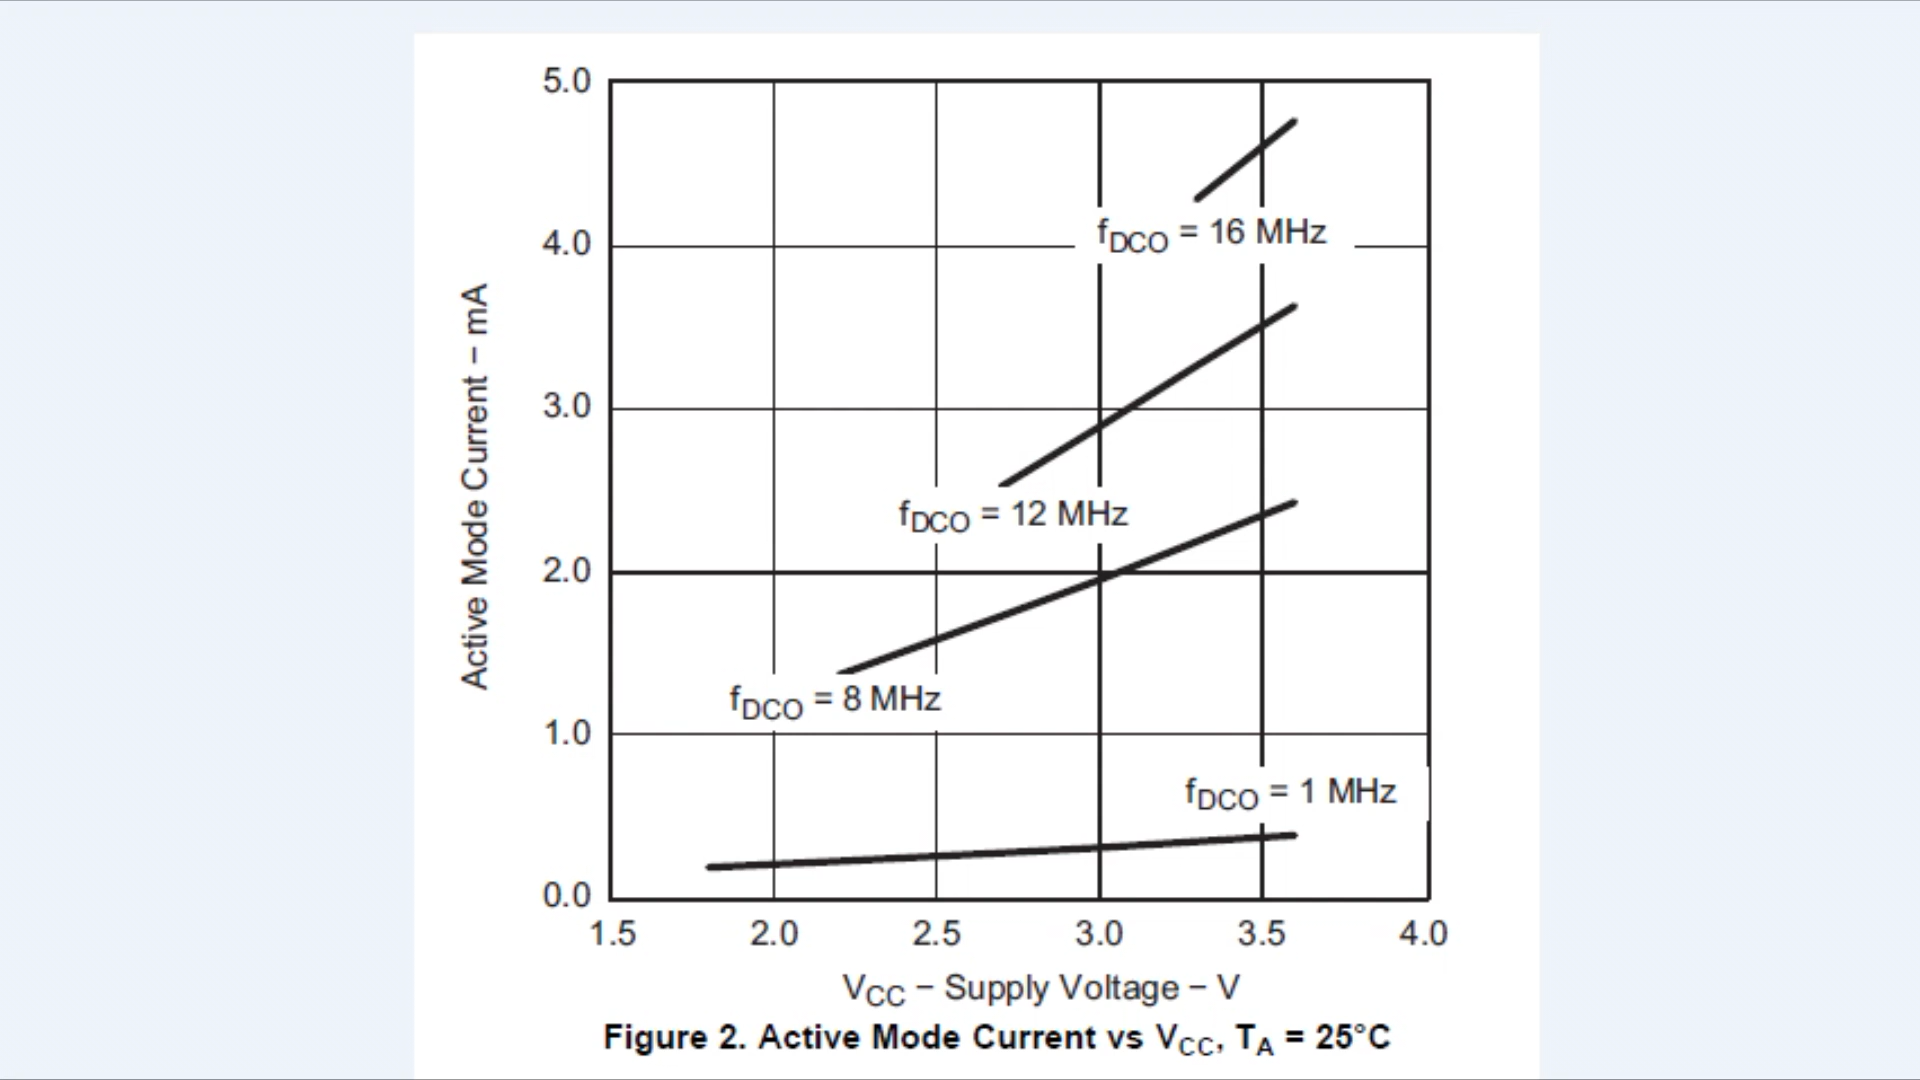 5.0
4.0
3.0
2.0
1.0
0.0
Active Mode Current − mA
fDCO = 16 MHz
fDCO = 12 MHz
fDCO = 8 MHz
fDCO = 1 MHz
1.5 2.0 2.5 3.0 3.5 4.0
VCC − Supply Voltage − V
Figure 2. Active Mode Current vs VCC, TA = 25°C